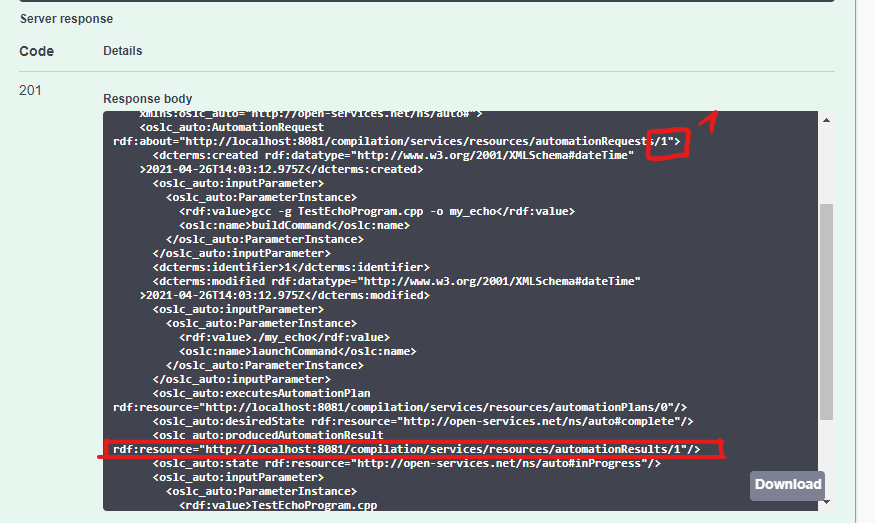 Server response
Code Details
201
Response body
xmlns:oslc_auto="http://open-services.net/ns/auto#">
<oslc_auto:AutomationRequest
rdf:about="http://localhost:8081/compilation/services/resources/automationRequests/1">
<dcterms:created rdf:datatype="http://www.w3.org/2001/XMLSchema#dateTime"
>2021-04-26T14:03:12.975Z</dcterms:created>
<oslc_auto:inputParameter>
<oslc_auto:ParameterInstance>
<rdf:value>gcc -g TestEchoProgram.cpp -o my_echo</rdf:value>
<oslc:name>buildCommand</oslc:name>
</oslc_auto:ParameterInstance>
</oslc_auto:inputParameter>
<dcterms:identifier>1</dcterms:identifier>
<dcterms:modified rdf:datatype="http://www.w3.org/2001/XMLSchema#dateTime"
>2021-04-26T14:03:12.975Z</dcterms:modified>
<oslc_auto:inputParameter>
<oslc_auto:ParameterInstance>
<rdf:value>./my_echo</rdf:value>
<oslc:name>launchCommand</oslc:name>
</oslc_auto:ParameterInstance>
</oslc_auto:inputParameter>
<oslc_auto:executesAutomationPlan
rdf:resource="http://localhost:8081/compilation/services/resources/automationPlans/0"/>
<oslc_auto:desiredState rdf:resource="http://open-services.net/ns/auto#complete"/>
<oslc_auto:producedAutomationResult
rdf:resource="http://localhost:8081/compilation/services/resources/automationResults/1"/>
<oslc_auto:state rdf:resource="http://open-services.net/ns/auto#inProgress"/>
<oslc_auto:inputParameter>
<oslc_auto:ParameterInstance>
<rdf:value>TestEchoProgram.cpp
Download